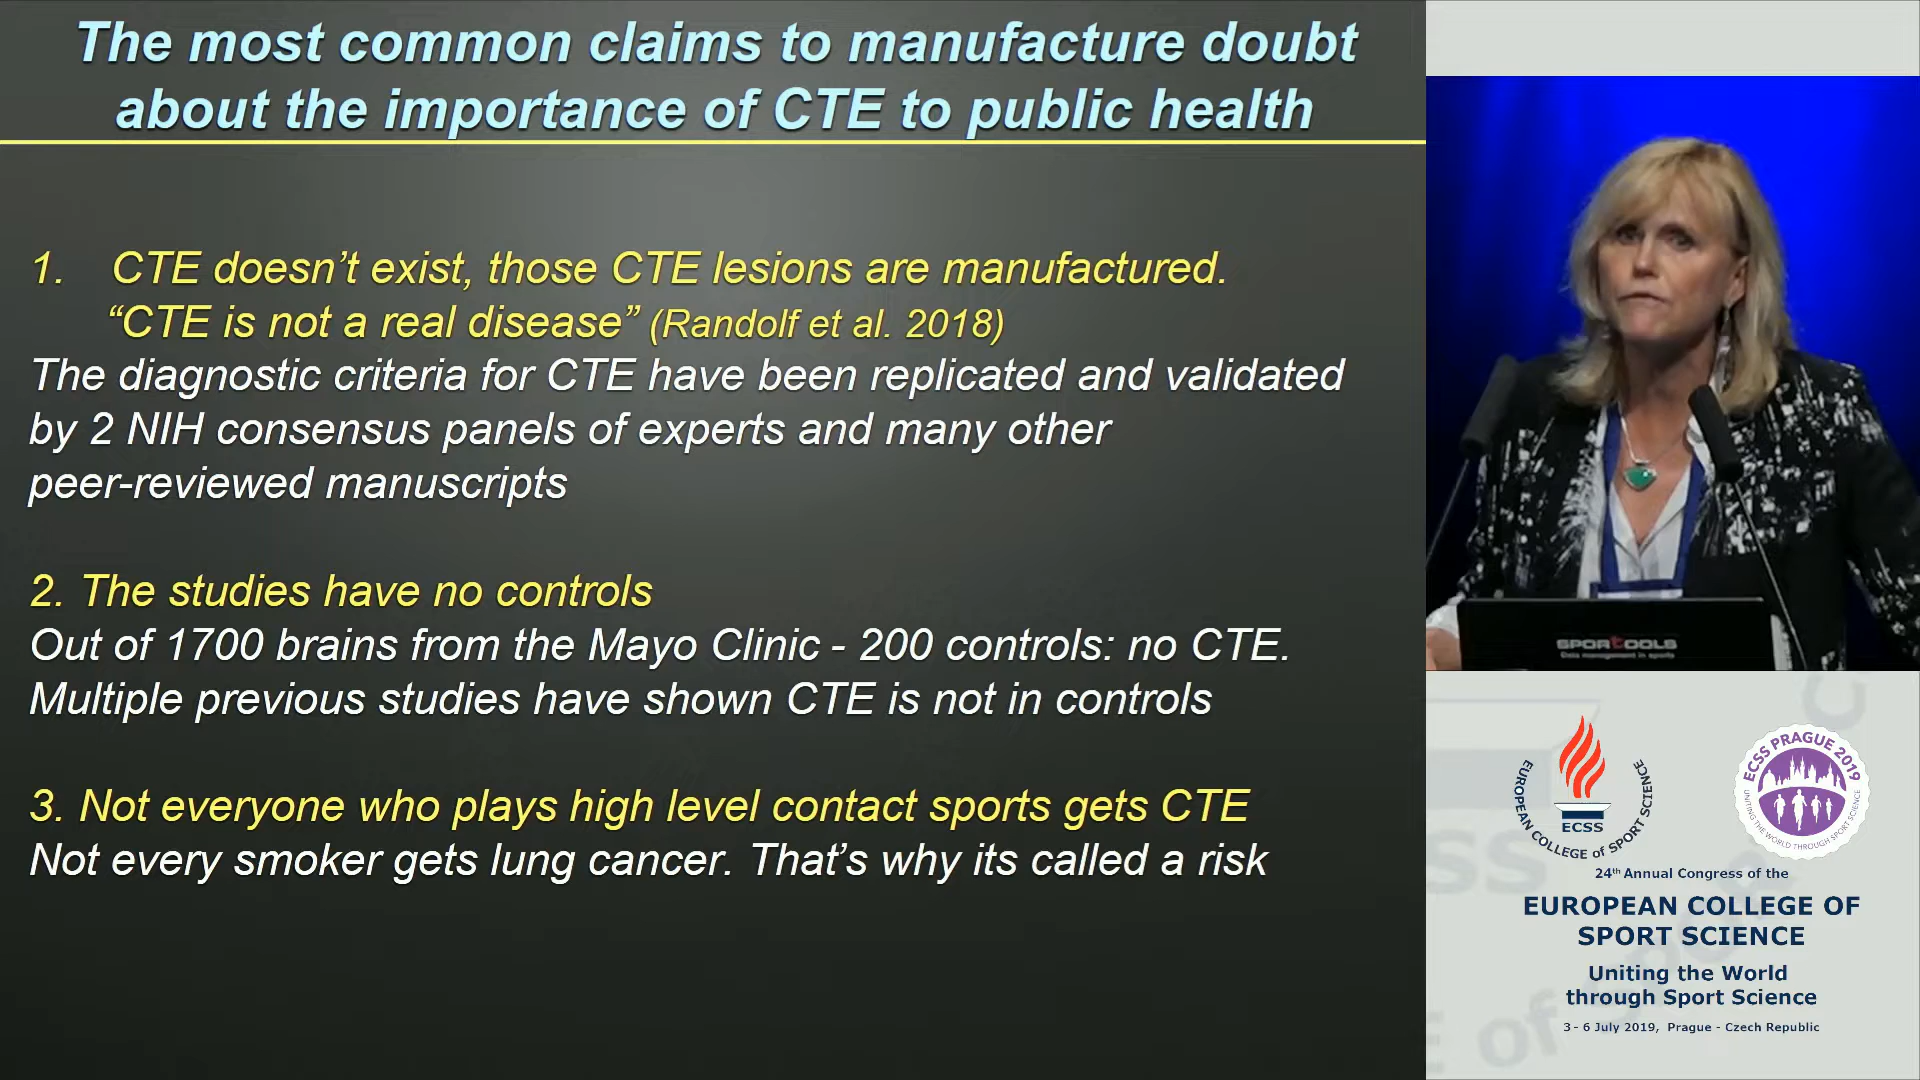 The most common claims to manufacture doubt
about the importance of CTE to public health
1. CTE doesn’t exist, those CTE lesions are manufactured.
“CTE is not a real disease” (Randolf et al. 2018)
The diagnostic criteria for CTE have been replicated and validated
by 2 NIH consensus panels of experts and many other
peer-reviewed manuscripts
2. The studies have no controls
Out of 1700 brains from the Mayo Clinic - 200 controls: no CTE.
Multiple previous studies have shown CTE is not in controls
3. Not everyone who plays high level contact sports gets CTE
Not every smoker gets lung cancer. That’s why its called a risk
SPORTOOLS
Data management in sports
EUROPEAN COLLEGE of SPORT SCIENCE
ECSS
ECSS PRAGUE 2019
UNITING THE WORLD THROUGH SPORT SCIENCE
24th Annual Congress of the
EUROPEAN COLLEGE OF
SPORT SCIENCE
Uniting the World
through Sport Science
3 - 6 July 2019, Prague - Czech Republic